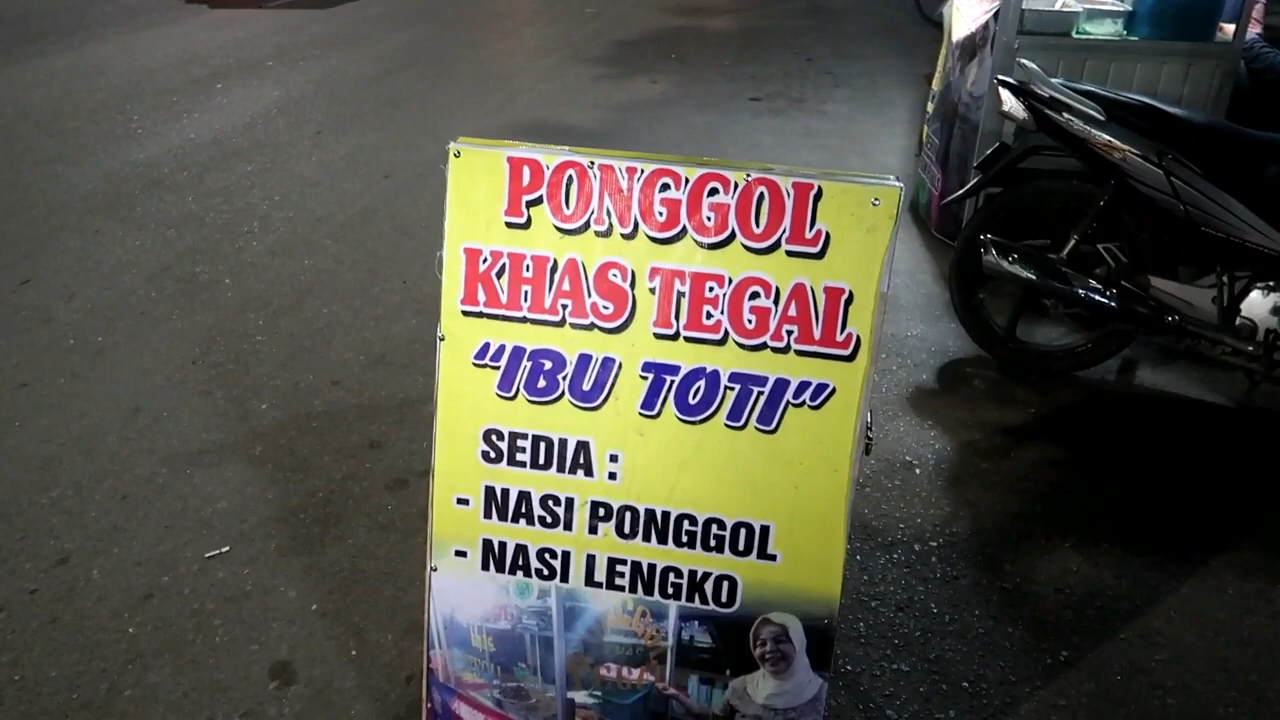 PONGGOL
KHAS TEGAL
"IBU TOTI"
SEDIA :
- NASI PONGGOL
- NASI LENGKO